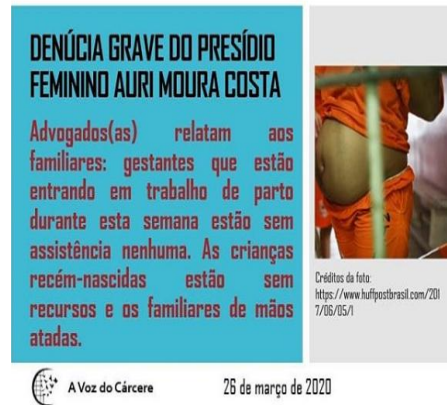 DENÚCIA GRAVE DO PRESÍDIO
FEMININO AURI MOURA COSTA
Advogados(as) relatam aos
familiares: gestantes que estão
entrando em trabalho de parto
durante esta semana estão sem
assistência nenhuma. As crianças
recém-nascidas estão sem
recursos e os familiares de mãos
atadas.
Créditos da foto:
https://www.huffpostbrasil.com/201
7/06/05/l
A Voz do Cárcere
26 de março de 2020